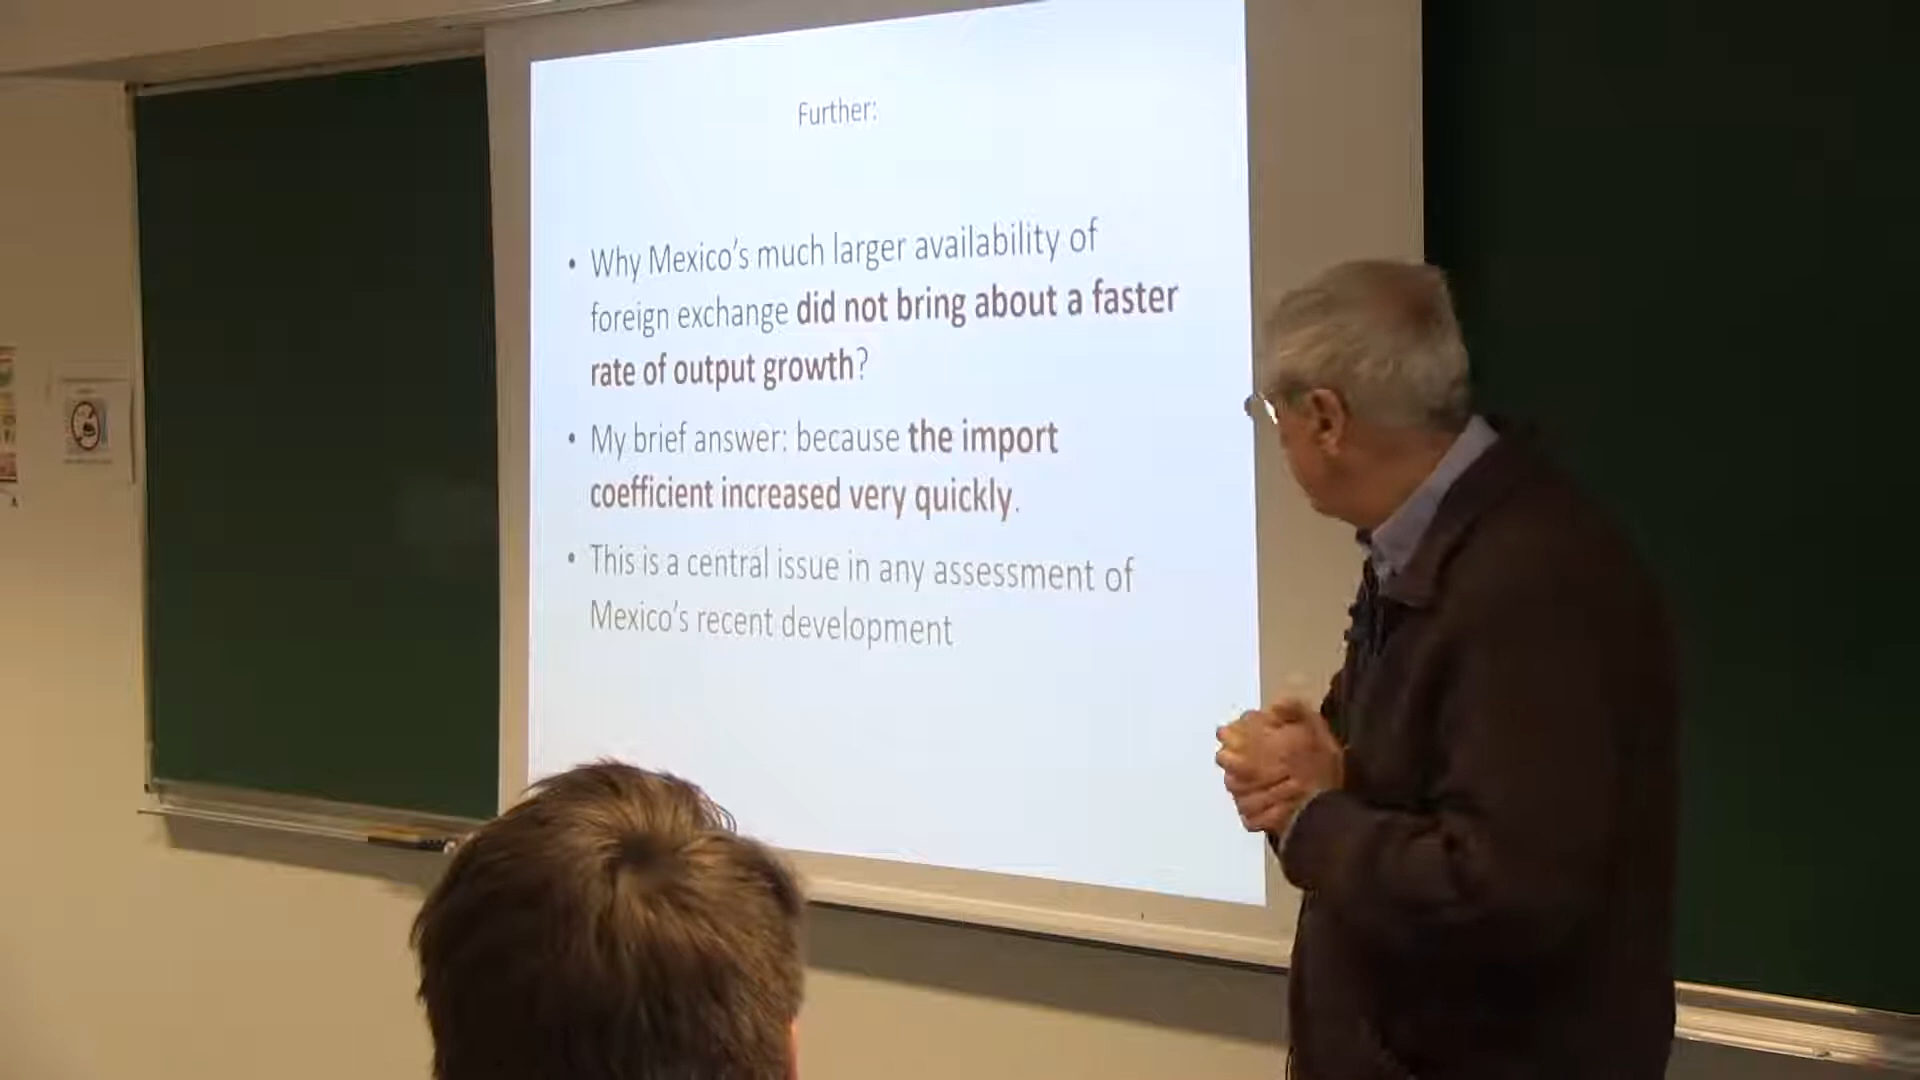 Further:
• Why Mexico's much larger availability of
foreign exchange did not bring about a faster
rate of output growth?
• My brief answer: because the import
coefficient increased very quickly.
• This is a central issue in any assessment of
Mexico's recent development